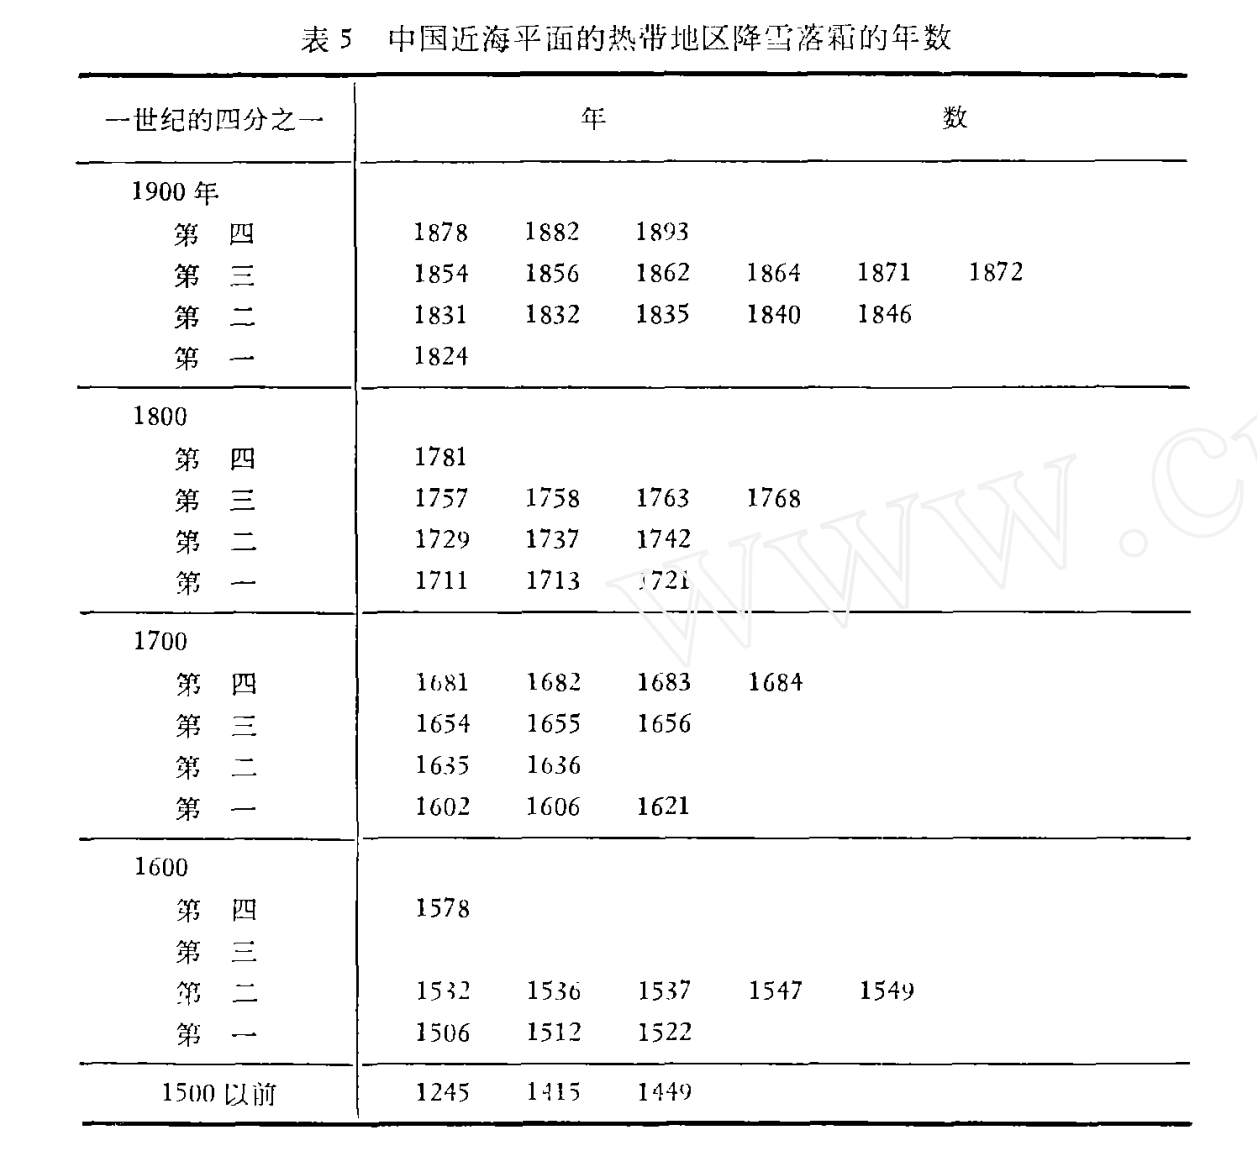 表 5 中国近海平面的热带地区降雪落霜的年数
一世纪的四分之一 年 数
1900 年
第 四 1878 1882 1893
第 三 1854 1856 1862 1864 1871 1872
第 二 1831 1832 1835 1840 1846
第 一 1824
1800
第 四 1781
第 三 1757 1758 1763 1768
第 二 1729 1737 1742
第 一 1711 1713 1721
1700
第 四 1681 1682 1683 1684
第 三 1654 1655 1656
第 二 1635 1636
第 一 1602 1606 1621
1600
第 四 1578
第 三
第 二 1532 1536 1537 1547 1549
第 一 1506 1512 1522
1500 以前 1245 1415 1449
www.c